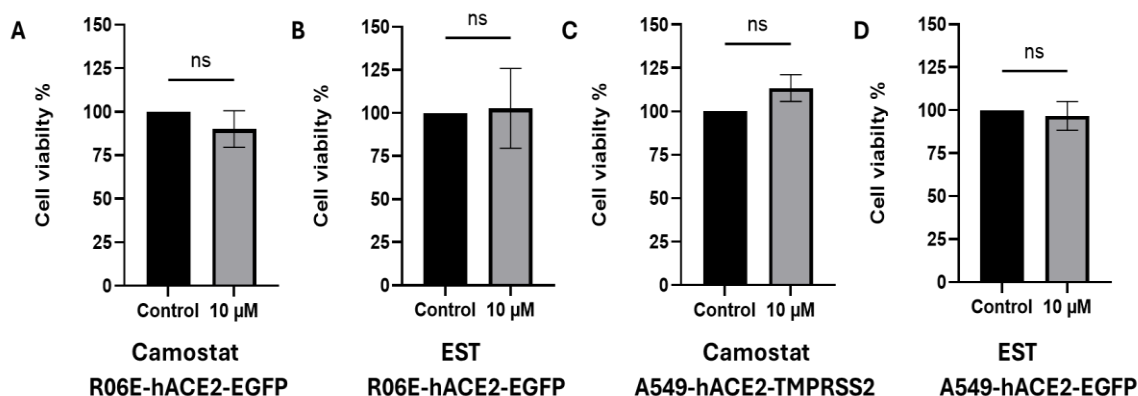 A
Cell viabilty %
150
125
100
75
50
25
0
ns
Control 10 µM
Camostat
R06E-hACE2-EGFP
B
Cell viabilty %
150
125
100
75
50
25
0
ns
Control 10 µM
EST
R06E-hACE2-EGFP
C
Cell viabilty %
150
125
100
75
50
25
0
ns
Control 10 µM
Camostat
A549-hACE2-TMPRSS2
D
Cell viabilty %
150
125
100
75
50
25
0
ns
Control 10 µM
EST
A549-hACE2-EGFP